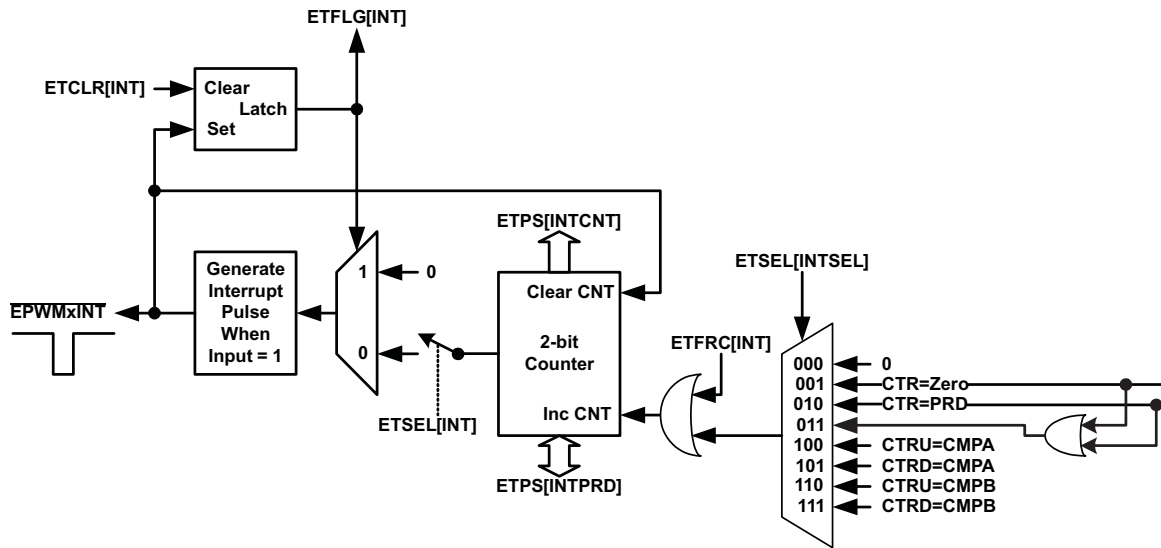 ETFLG[INT]
ETCLR[INT]
Clear
Latch
Set
ETPS[INTCNT]
ETSEL[INTSEL]
Generate
Interrupt
Pulse
When
Input = 1
1
0
0
EPWMxINT
Clear CNT
2-bit
Counter
Inc CNT
ETFRC[INT]
ETSEL[INT]
ETPS[INTPRD]
000
0
001
CTR=Zero
010
CTR=PRD
011
100
CTRU=CMPA
101
CTRD=CMPA
110
CTRU=CMPB
111
CTRD=CMPB